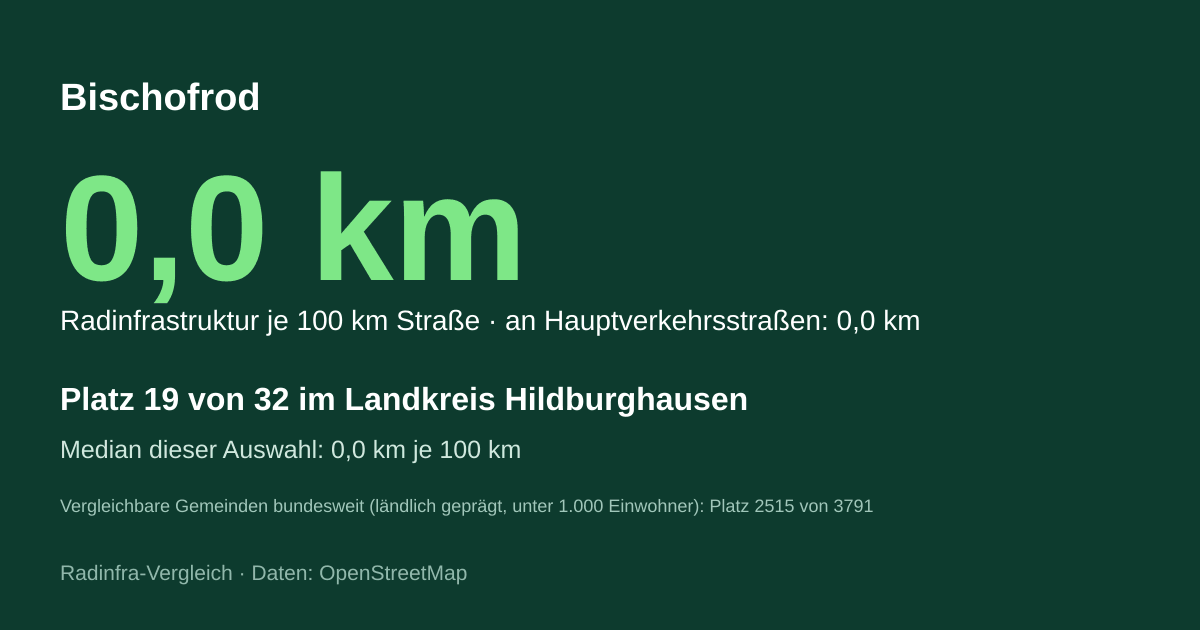 Bischofrod
0,0 km
Radinfrastruktur je 100 km Straße · an Hauptverkehrsstraßen: 0,0 km
Platz 19 von 32 im Landkreis Hildburghausen
Median dieser Auswahl: 0,0 km je 100 km
Vergleichbare Gemeinden bundesweit (ländlich geprägt, unter 1.000 Einwohner): Platz 2515 von 3791
Radinfra-Vergleich · Daten: OpenStreetMap